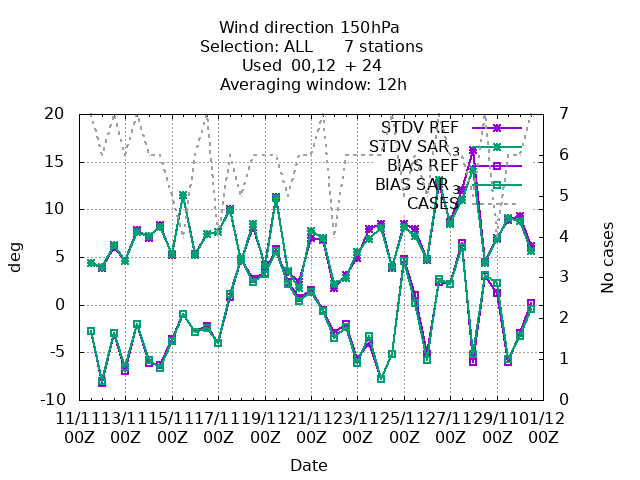 Wind direction 150hPa
Selection: ALL 7 stations
Used 00,12 + 24
Averaging window: 12h
20
15
10
5
0
-5
-10
7
6
5
4
3
2
1
0
deg
No cases
STDV REF
STDV SAR_3
BIAS REF
BIAS SAR_3
CASES
11/11 13/11 15/11 17/11 19/11 21/11 23/11 25/11 27/11 29/11 01/12
00Z 00Z 00Z 00Z 00Z 00Z 00Z 00Z 00Z 00Z 00Z
Date